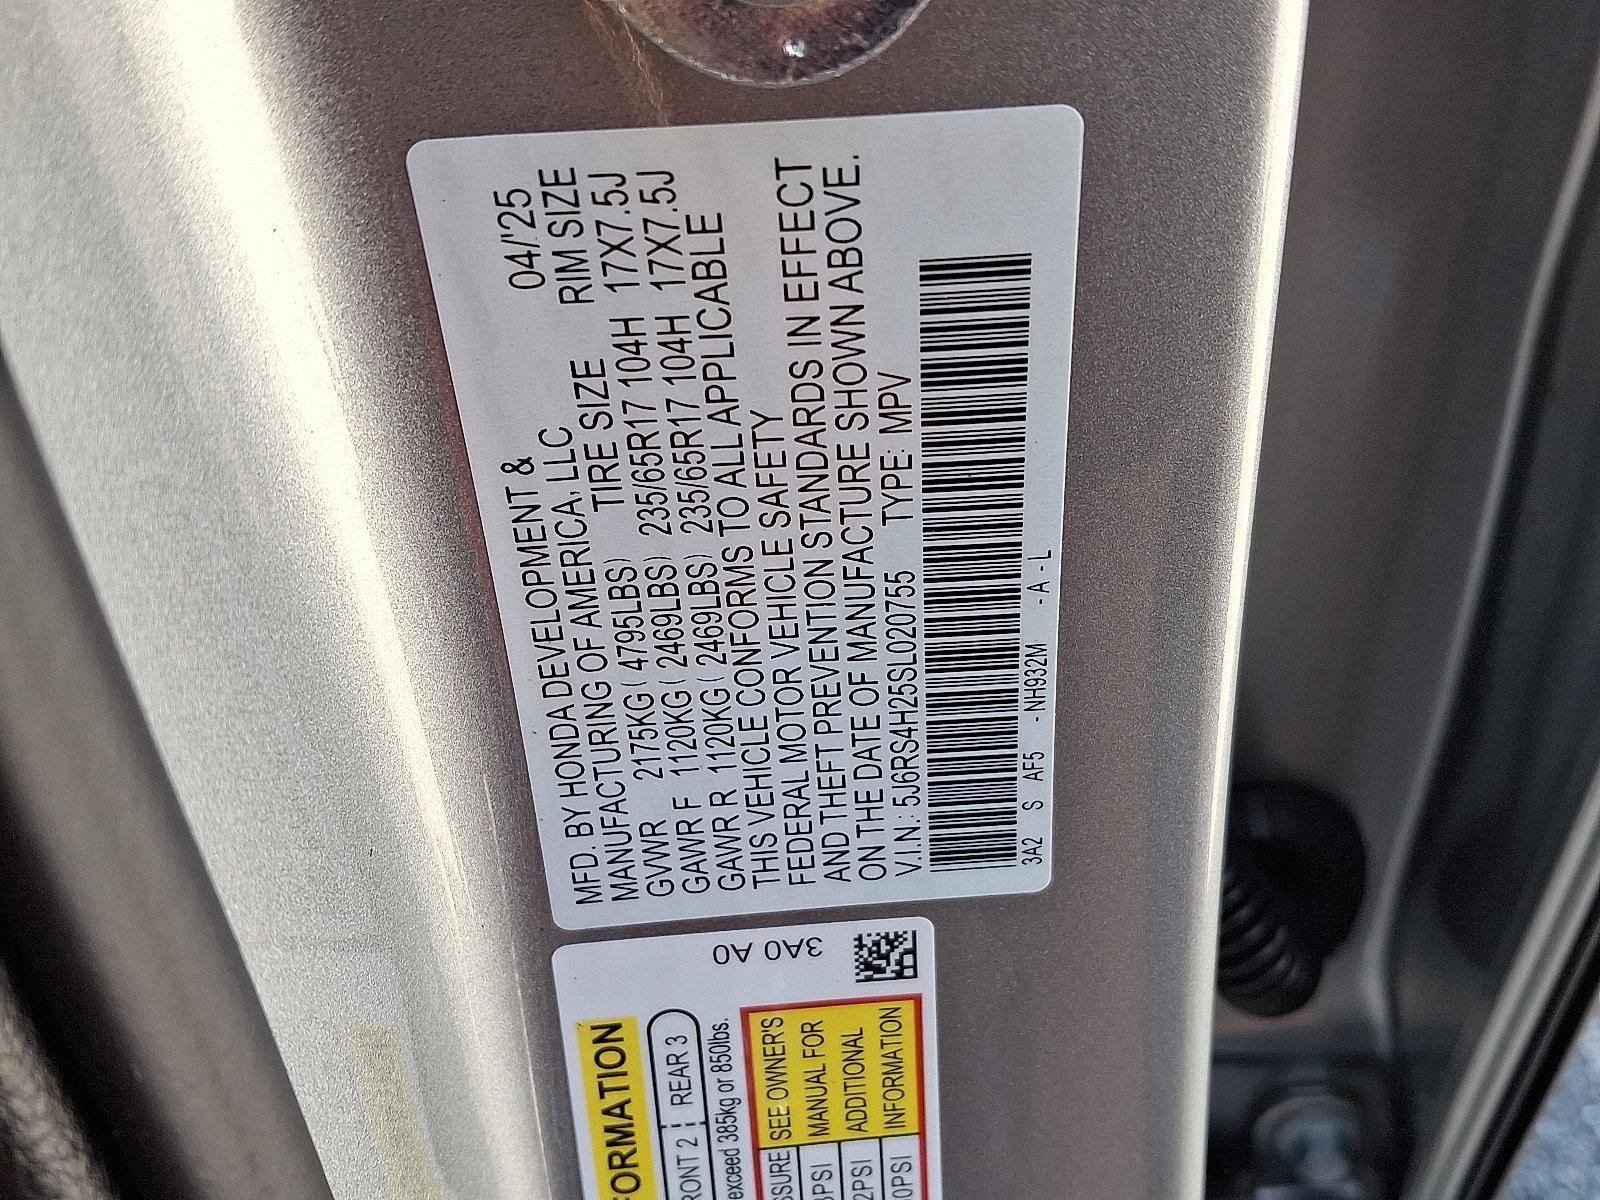 MFD. BY HONDA DEVELOPMENT & 04/'25
MANUFACTURING OF AMERICA, LLC RIM SIZE
TIRE SIZE
GVWR 2175KG ( 4795LBS) 235/65R17 104H 17X7.5J
GAWR F 1120KG ( 2469LBS) 235/65R17 104H 17X7.5J
GAWR R 1120KG ( 2469LBS)
THIS VEHICLE CONFORMS TO ALL APPLICABLE
FEDERAL MOTOR VEHICLE SAFETY
AND THEFT PREVENTION STANDARDS IN EFFECT
ON THE DATE OF MANUFACTURE SHOWN ABOVE.
V.I.N.: 5J6RS4H25SL020755 TYPE: MPV
3A2 S AF5 -NH932M -A-L
3A0 A0
REAR 3
exceed 385kg or 850lbs.
SEE OWNER'S
MANUAL FOR
ADDITIONAL
INFORMATION